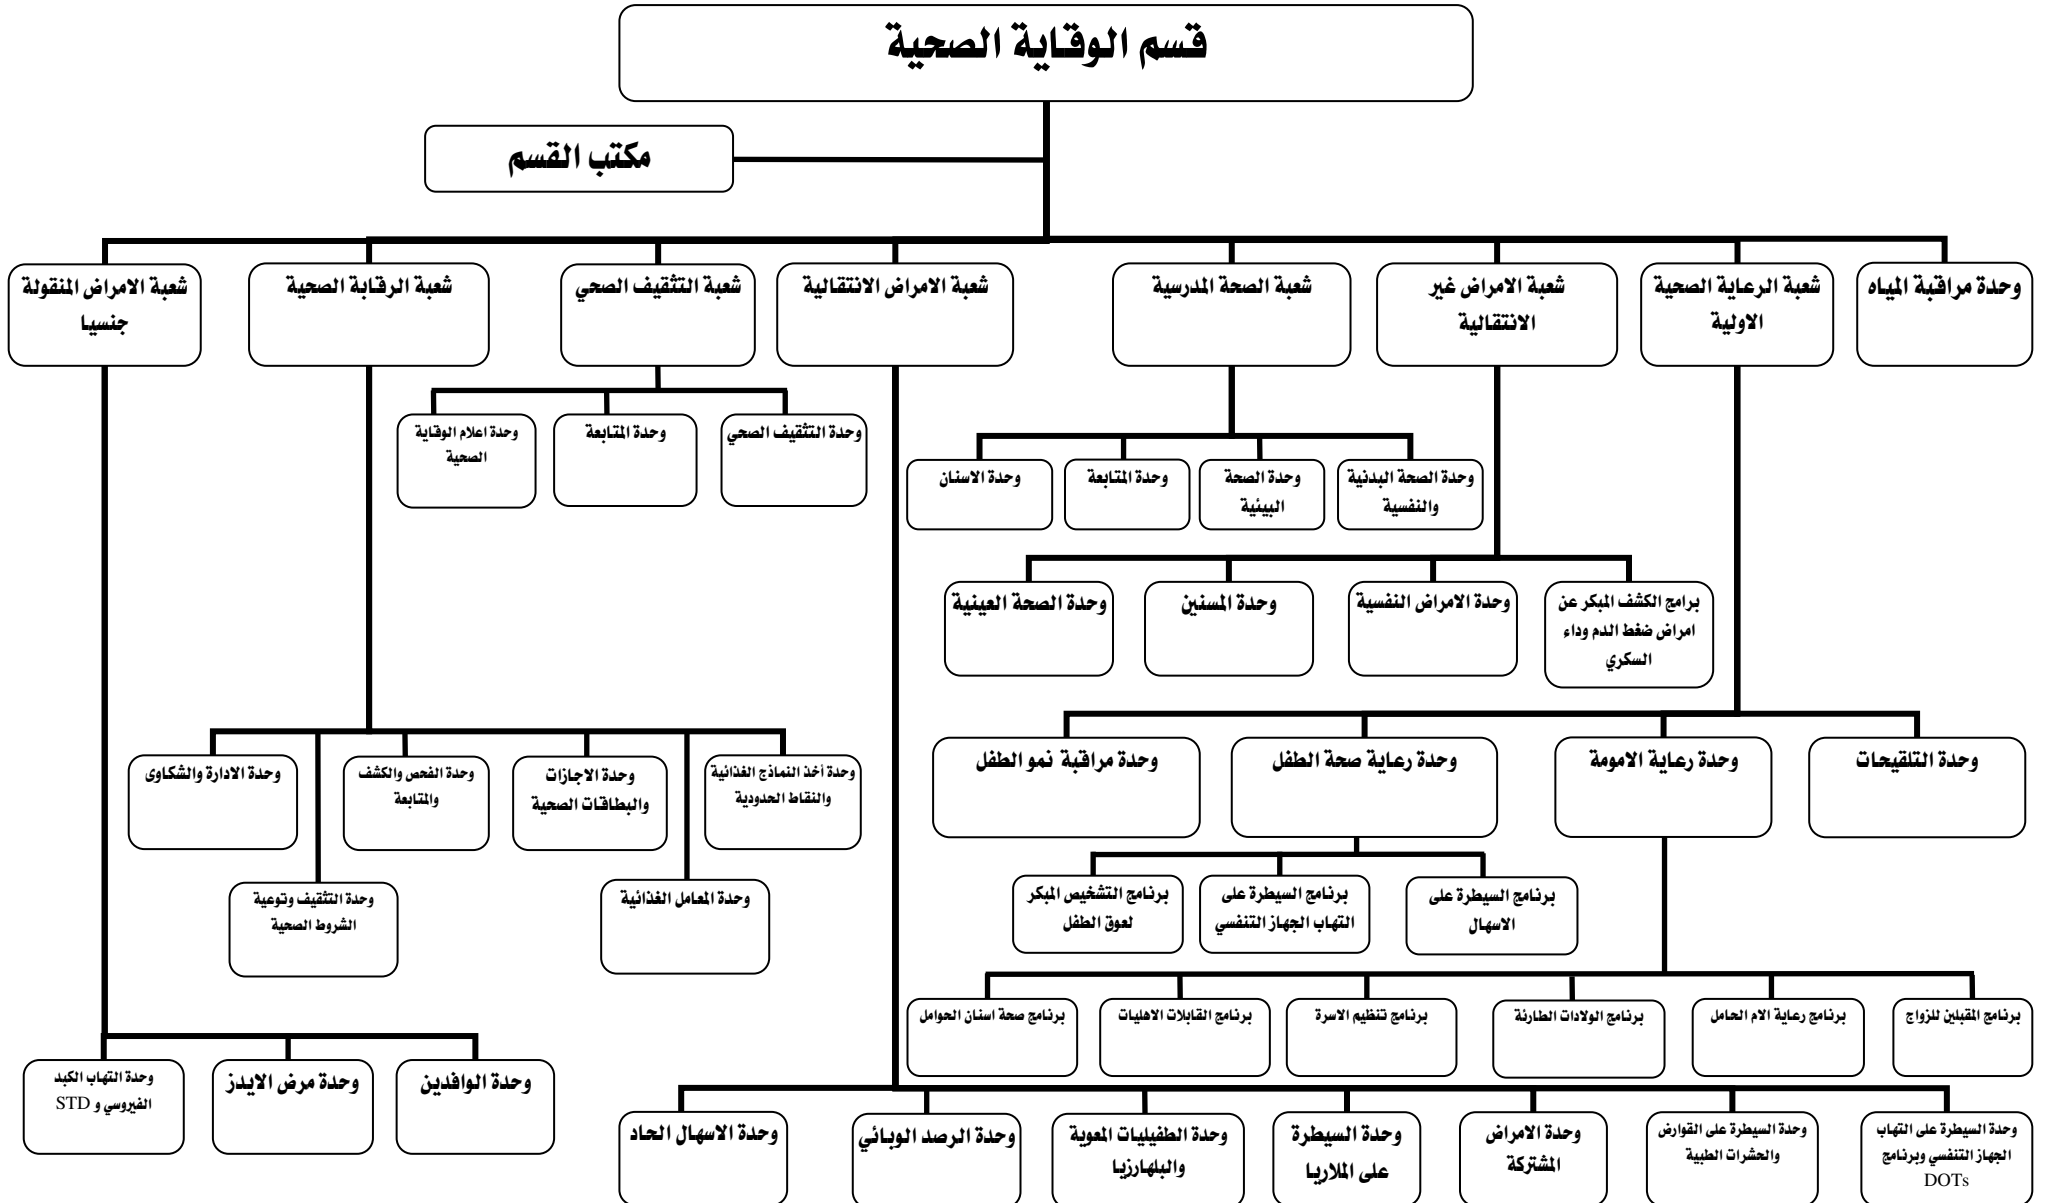 قسم الوقاية الصحية
مكتب القسم
وحدة مراقبة المياه
شعبة الرعاية الصحية
الاولية
شعبة الامراض غير
الانتقالية
شعبة الصحة المدرسية
شعبة الامراض الانتقالية
شعبة التثقيف الصحي
شعبة الرقابة الصحية
شعبة الامراض المنقولة
جنسيا
وحدة التثقيف الصحي
وحدة المتابعة
وحدة اعلام الوقاية
الصحية
وحدة الصحة البدنية
والنفسية
وحدة الصحة
البيئية
وحدة المتابعة
وحدة الاسنان
برامج الكشف المبكر عن
امراض ضغط الدم وداء
السكري
وحدة الامراض النفسية
وحدة المسنين
وحدة الصحة العينية
وحدة التلقيحات
وحدة رعاية الامومة
وحدة رعاية صحة الطفل
وحدة مراقبة نمو الطفل
وحدة أخذ النماذج الغذائية
والنقاط الحدودية
وحدة الاجازات
والبطاقات الصحية
وحدة الفحص والكشف
والمتابعة
وحدة الادارة والشكاوى
وحدة المعامل الغذائية
وحدة التثقيف وتوعية
الشروط الصحية
برنامج السيطرة على
الاسهال
برنامج السيطرة على
التهاب الجهاز التنفسي
برنامج التشخيص المبكر
لعوق الطفل
برنامج المقبلين للزواج
برنامج رعاية الام الحامل
برنامج الولادات الطارئة
برنامج تنظيم الاسرة
برنامج القابلات الاهليات
برنامج صحة اسنان الحوامل
وحدة الوافدين
وحدة مرض الايدز
وحدة التهاب الكبد
الفيروسي و STD
وحدة السيطرة على التهاب
الجهاز التنفسي وبرنامج
DOTs
وحدة السيطرة على القوارض
والحشرات الطبية
وحدة الامراض
المشتركة
وحدة السيطرة
على الملاريا
وحدة الطفيليات المعوية
والبلهارزيا
وحدة الرصد الوبائي
وحدة الاسهال الحاد